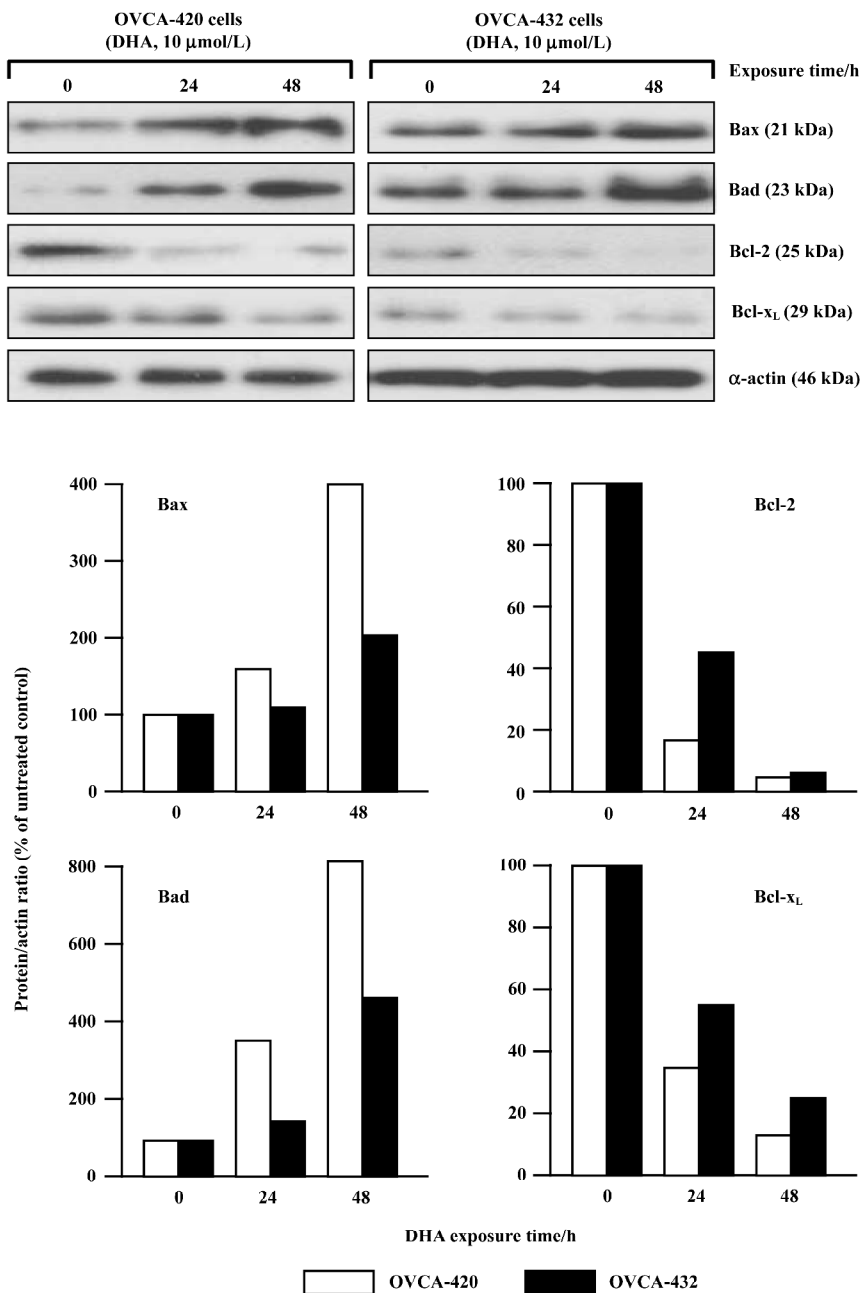 OVCA-420 cells
(DHA, 10 μmol/L)
OVCA-432 cells
(DHA, 10 μmol/L)
0 24 48
0 24 48
Exposure time/h
Bax (21 kDa)
Bad (23 kDa)
Bcl-2 (25 kDa)
Bcl-xL (29 kDa)
α-actin (46 kDa)
Protein/actin ratio (% of untreated control)
Bax
400
300
200
100
0
0 24 48
Bcl-2
100
80
60
40
20
0
0 24 48
Bad
800
600
400
200
0
0 24 48
Bcl-xL
100
80
60
40
20
0
0 24 48
DHA exposure time/h
OVCA-420 OVCA-432